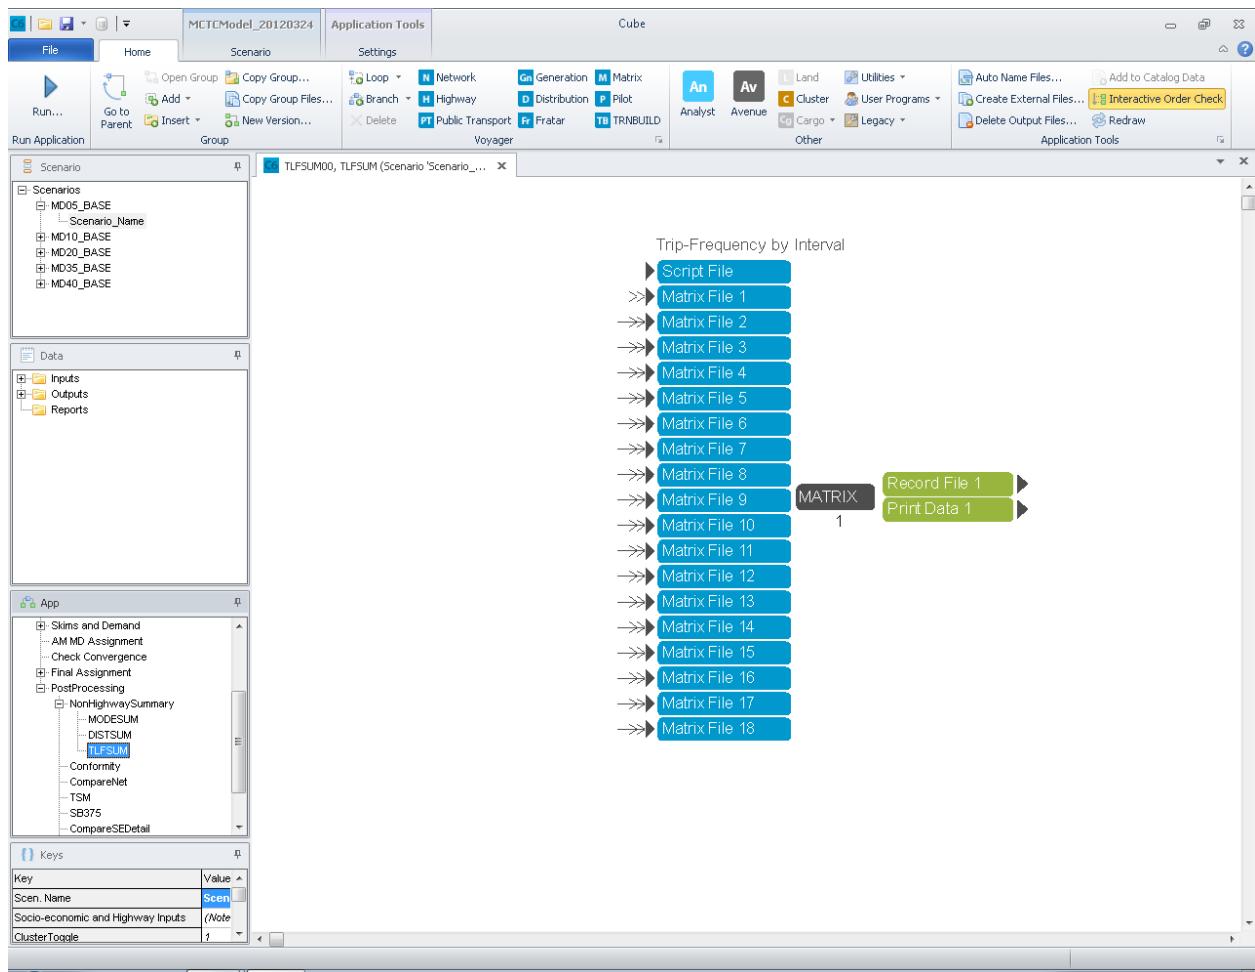 C6 MCTCModel_20120324 Application Tools Cube
File Home Scenario Settings
Run...
Run Application
Go to Parent
Open Group
Add
Insert
Copy Group...
Copy Group Files...
New Version...
Group
Loop
Branch
Delete
N Network
H Highway
PT Public Transport
Gn Generation
D Distribution
Fr Fratar
M Matrix
P Pilot
TB TRNBUILD
Voyager
An Analyst
Av Avenue
L Land
C Cluster
Cg Cargo
Utilities
User Programs
Legacy
Other
Auto Name Files...
Create External Files...
Delete Output Files...
Add to Catalog Data
Interactive Order Check
Redraw
Application Tools
Scenario
Scenarios
MD05_BASE
Scenario_Name
MD10_BASE
MD20_BASE
MD35_BASE
MD40_BASE
Data
Inputs
Outputs
Reports
App
Skims and Demand
AM MD Assignment
Check Convergence
Final Assignment
PostProcessing
NonHighwaySummary
MODESUM
DISTSUM
TLFSUM
Conformity
CompareNet
TSM
SB375
CompareSEDetail
Keys
Key Value
Scen. Name Scen
Socio-economic and Highway Inputs (Note
ClusterToggle 1
C6 TLFSUM00, TLFSUM (Scenario 'Scenario_...
Trip-Frequency by Interval
Script File
Matrix File 1
Matrix File 2
Matrix File 3
Matrix File 4
Matrix File 5
Matrix File 6
Matrix File 7
Matrix File 8
Matrix File 9
Matrix File 10
Matrix File 11
Matrix File 12
Matrix File 13
Matrix File 14
Matrix File 15
Matrix File 16
Matrix File 17
Matrix File 18
MATRIX
1
Record File 1
Print Data 1